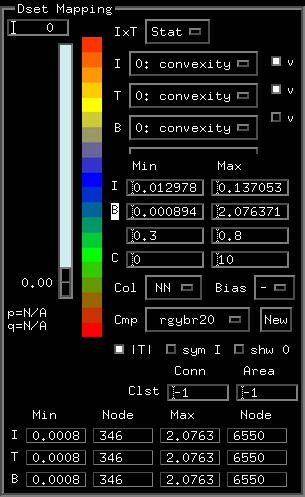 Dset Mapping
0
IxT Stat
I 0: convexity v
T 0: convexity v
B 0: convexity v
Min Max
I 0.012978 0.137053
B 0.000894 2.076371
0.3 0.8
C 0 10
0.00
Col NN Bias -
p=N/A
q=N/A
Cmp rgybr20 New
|T| sym I shw 0
Conn Area
Clst -1 -1
Min Node Max Node
I 0.0008 346 2.0763 6550
T 0.0008 346 2.0763 6550
B 0.0008 346 2.0763 6550